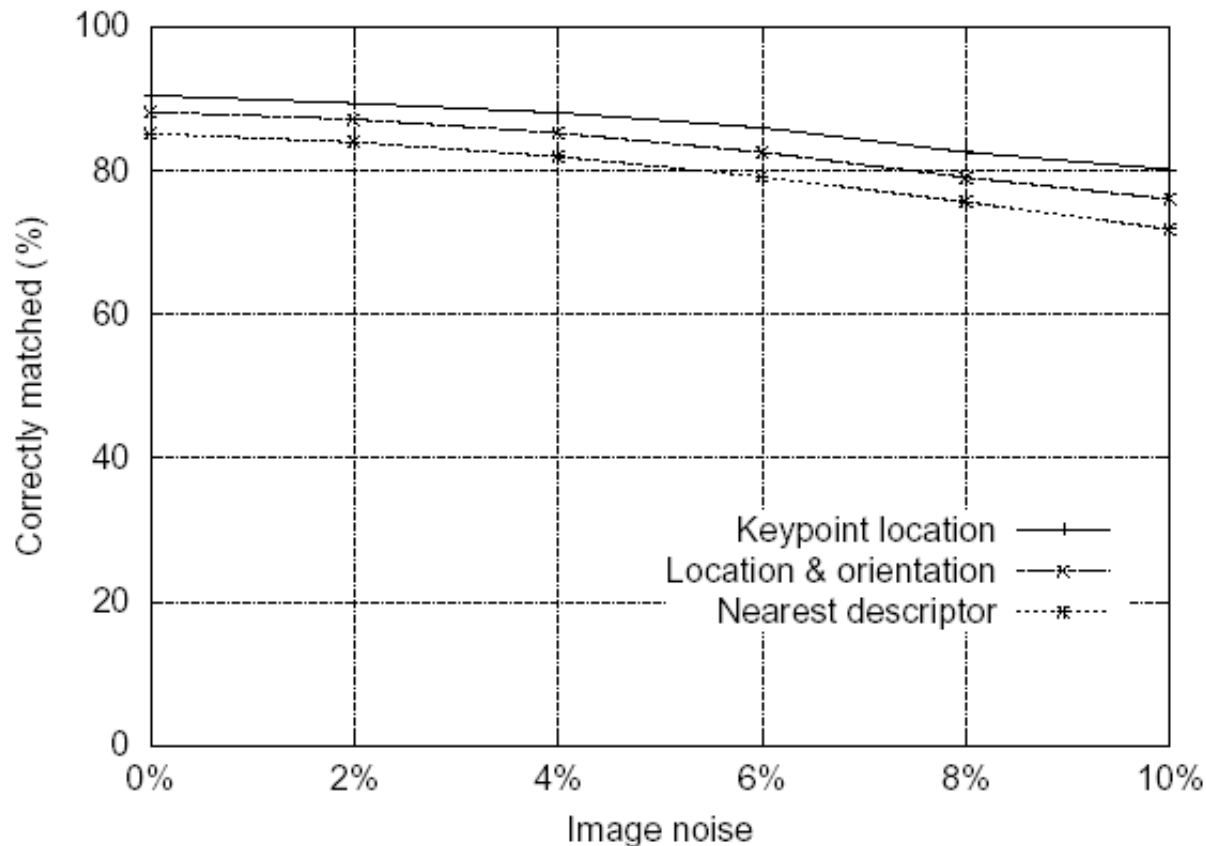 100
80
60
40
20
0
0% 2% 4% 6% 8% 10%
Correctly matched (%)
Image noise
Keypoint location
Location & orientation
Nearest descriptor